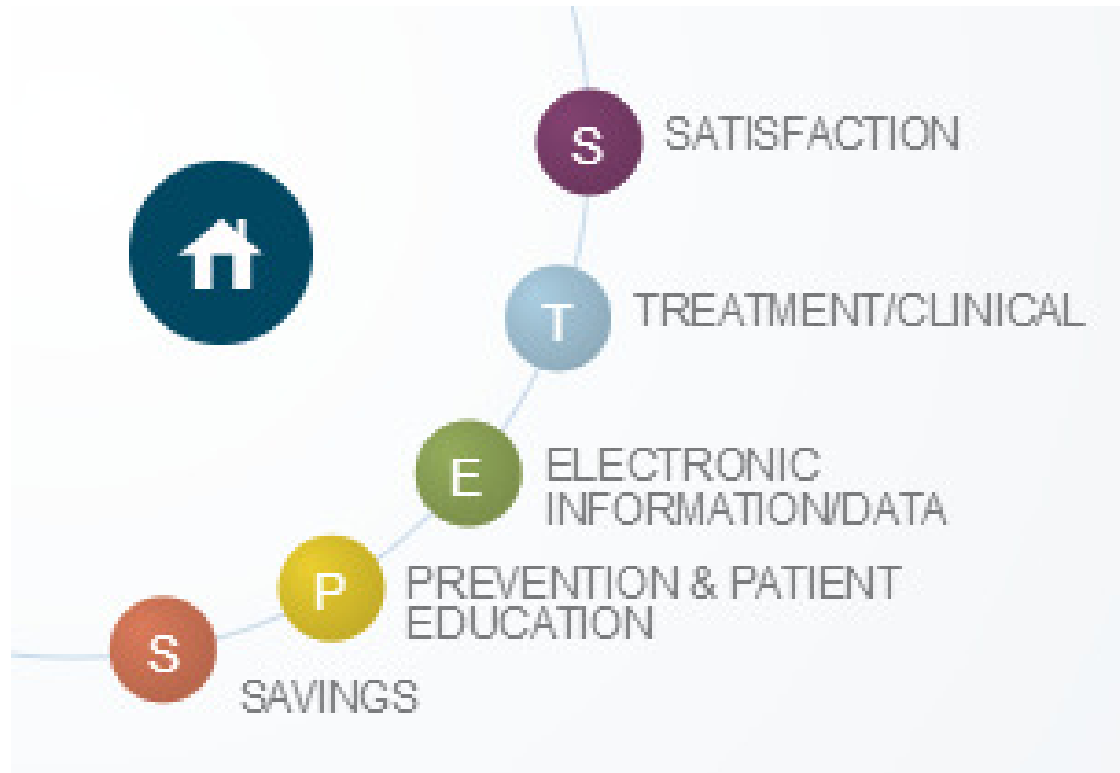 S SATISFACTION
T TREATMENT/CLINICAL
E ELECTRONIC
INFORMATION/DATA
P PREVENTION & PATIENT
EDUCATION
S SAVINGS